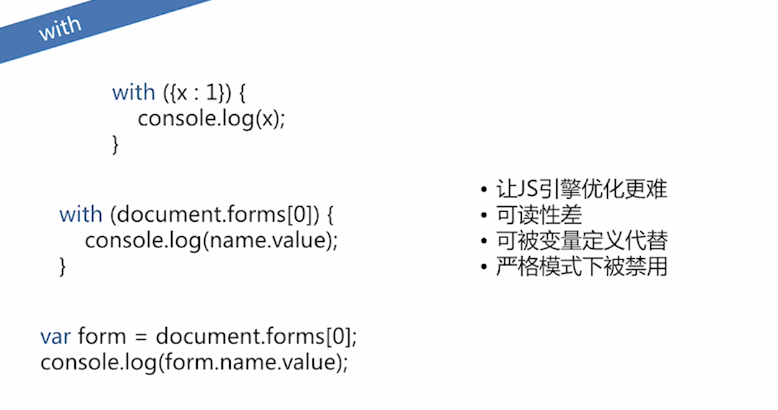 with
with ({x : 1}) {
console.log(x);
}
with (document.forms[0]) {
console.log(name.value);
}
var form = document.forms[0];
console.log(form.name.value);
• 让JS引擎优化更难
• 可读性差
• 可被变量定义代替
• 严格模式下被禁用